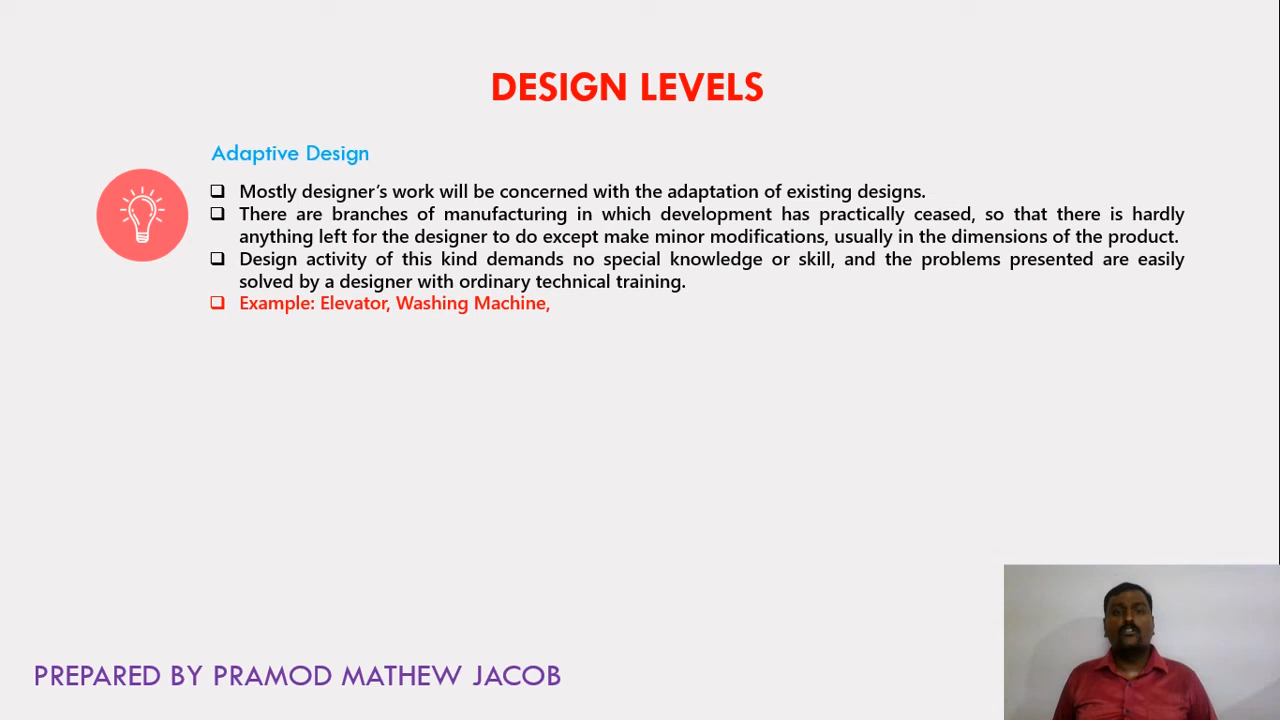 DESIGN LEVELS
Adaptive Design
Mostly designer's work will be concerned with the adaptation of existing designs.
There are branches of manufacturing in which development has practically ceased, so that there is hardly
anything left for the designer to do except make minor modifications, usually in the dimensions of the product.
Design activity of this kind demands no special knowledge or skill, and the problems presented are easily
solved by a designer with ordinary technical training.
Example: Elevator, Washing Machine,
PREPARED BY PRAMOD MATHEW JACOB